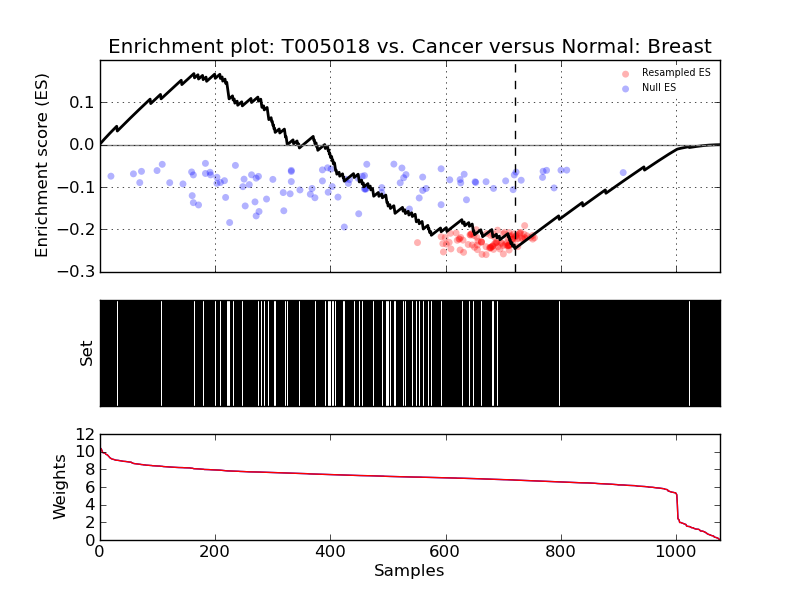 Enrichment plot: T005018 vs. Cancer versus Normal: Breast
Resampled ES
Null ES
Enrichment score (ES)
0.1
0.0
−0.1
−0.2
−0.3
Set
Weights
12
10
8
6
4
2
0
0 200 400 600 800 1000
Samples